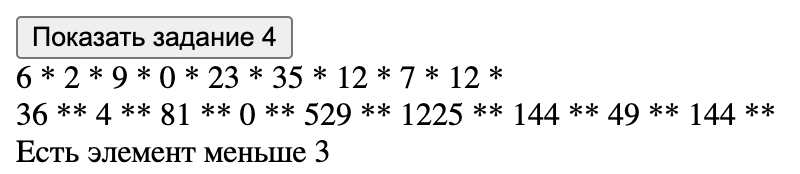 Показать задание 4
6 * 2 * 9 * 0 * 23 * 35 * 12 * 7 * 12 *
36 ** 4 ** 81 ** 0 ** 529 ** 1225 ** 144 ** 49 ** 144 **
Есть элемент меньше 3